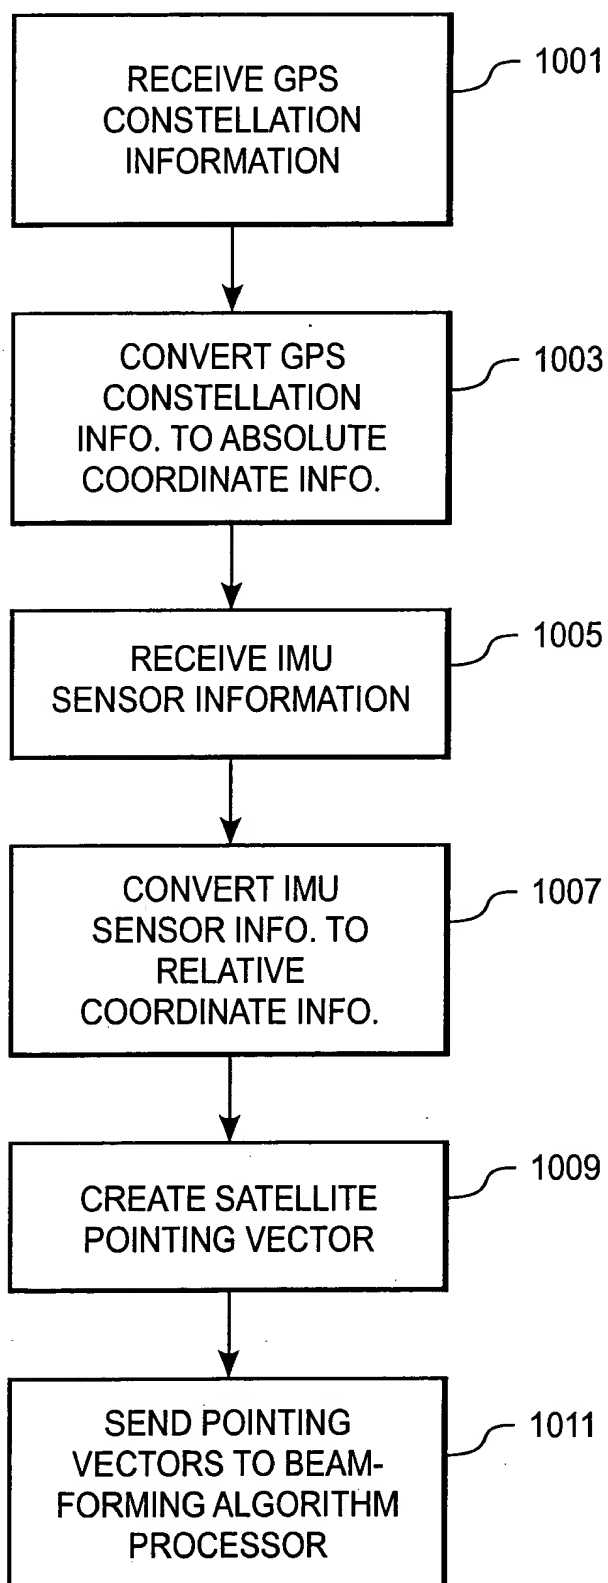 RECEIVE GPS
CONSTELLATION
INFORMATION
1001
CONVERT GPS
CONSTELLATION
INFO. TO ABSOLUTE
COORDINATE INFO.
1003
RECEIVE IMU
SENSOR INFORMATION
1005
CONVERT IMU
SENSOR INFO. TO
RELATIVE
COORDINATE INFO.
1007
CREATE SATELLITE
POINTING VECTOR
1009
SEND POINTING
VECTORS TO BEAM-
FORMING ALGORITHM
PROCESSOR
1011